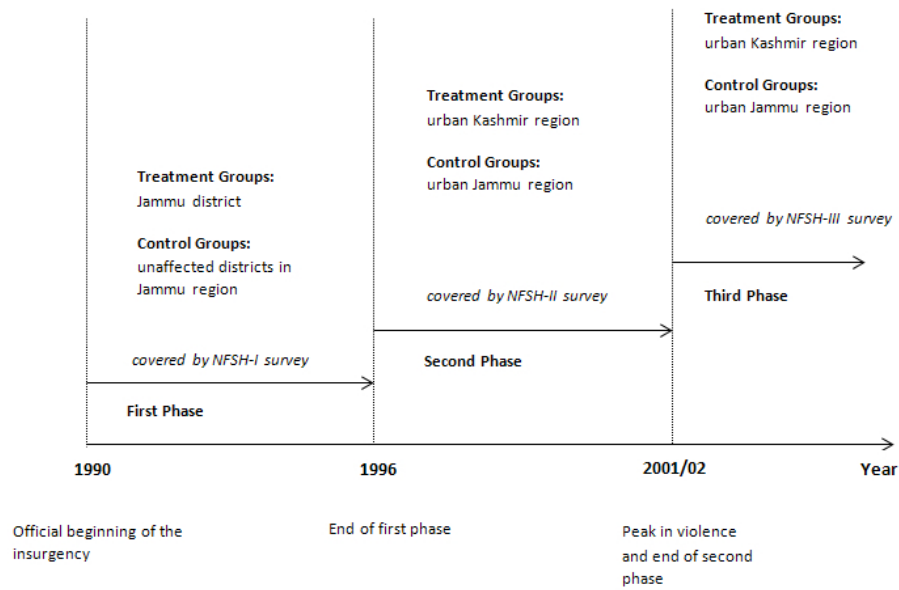 Treatment Groups:
Jammu district
Control Groups:
unaffected districts in
Jammu region
covered by NFSH-I survey
First Phase
Treatment Groups:
urban Kashmir region
Control Groups:
urban Jammu region
covered by NFSH-II survey
Second Phase
Treatment Groups:
urban Kashmir region
Control Groups:
urban Jammu region
covered by NFSH-III survey
Third Phase
1990
1996
2001/02
Year
Official beginning of the
insurgency
End of first phase
Peak in violence
and end of second
phase